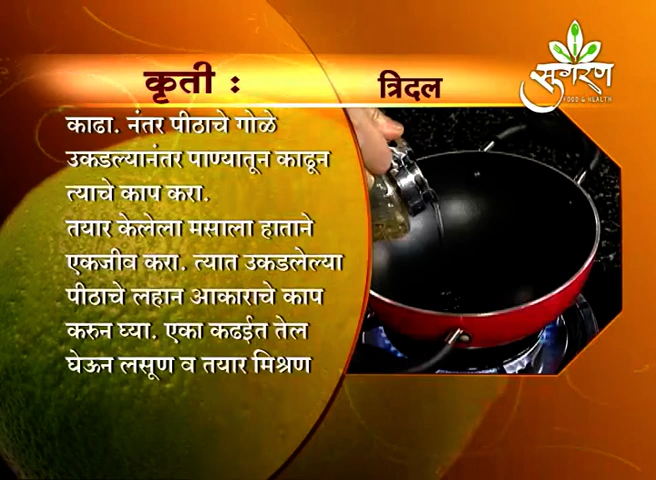 कृती :
त्रिदल
सुगरण
FOOD & HEALTH
काढा. नंतर पीठाचे गोळे
उकडल्यानंतर पाण्यातून काढून
त्याचे काप करा.
तयार केलेला मसाला हाताने
एकजीव करा. त्यात उकडलेल्या
पीठाचे लहान आकाराचे काप
करुन घ्या. एका कढईत तेल
घेऊन लसूण व तयार मिश्रण